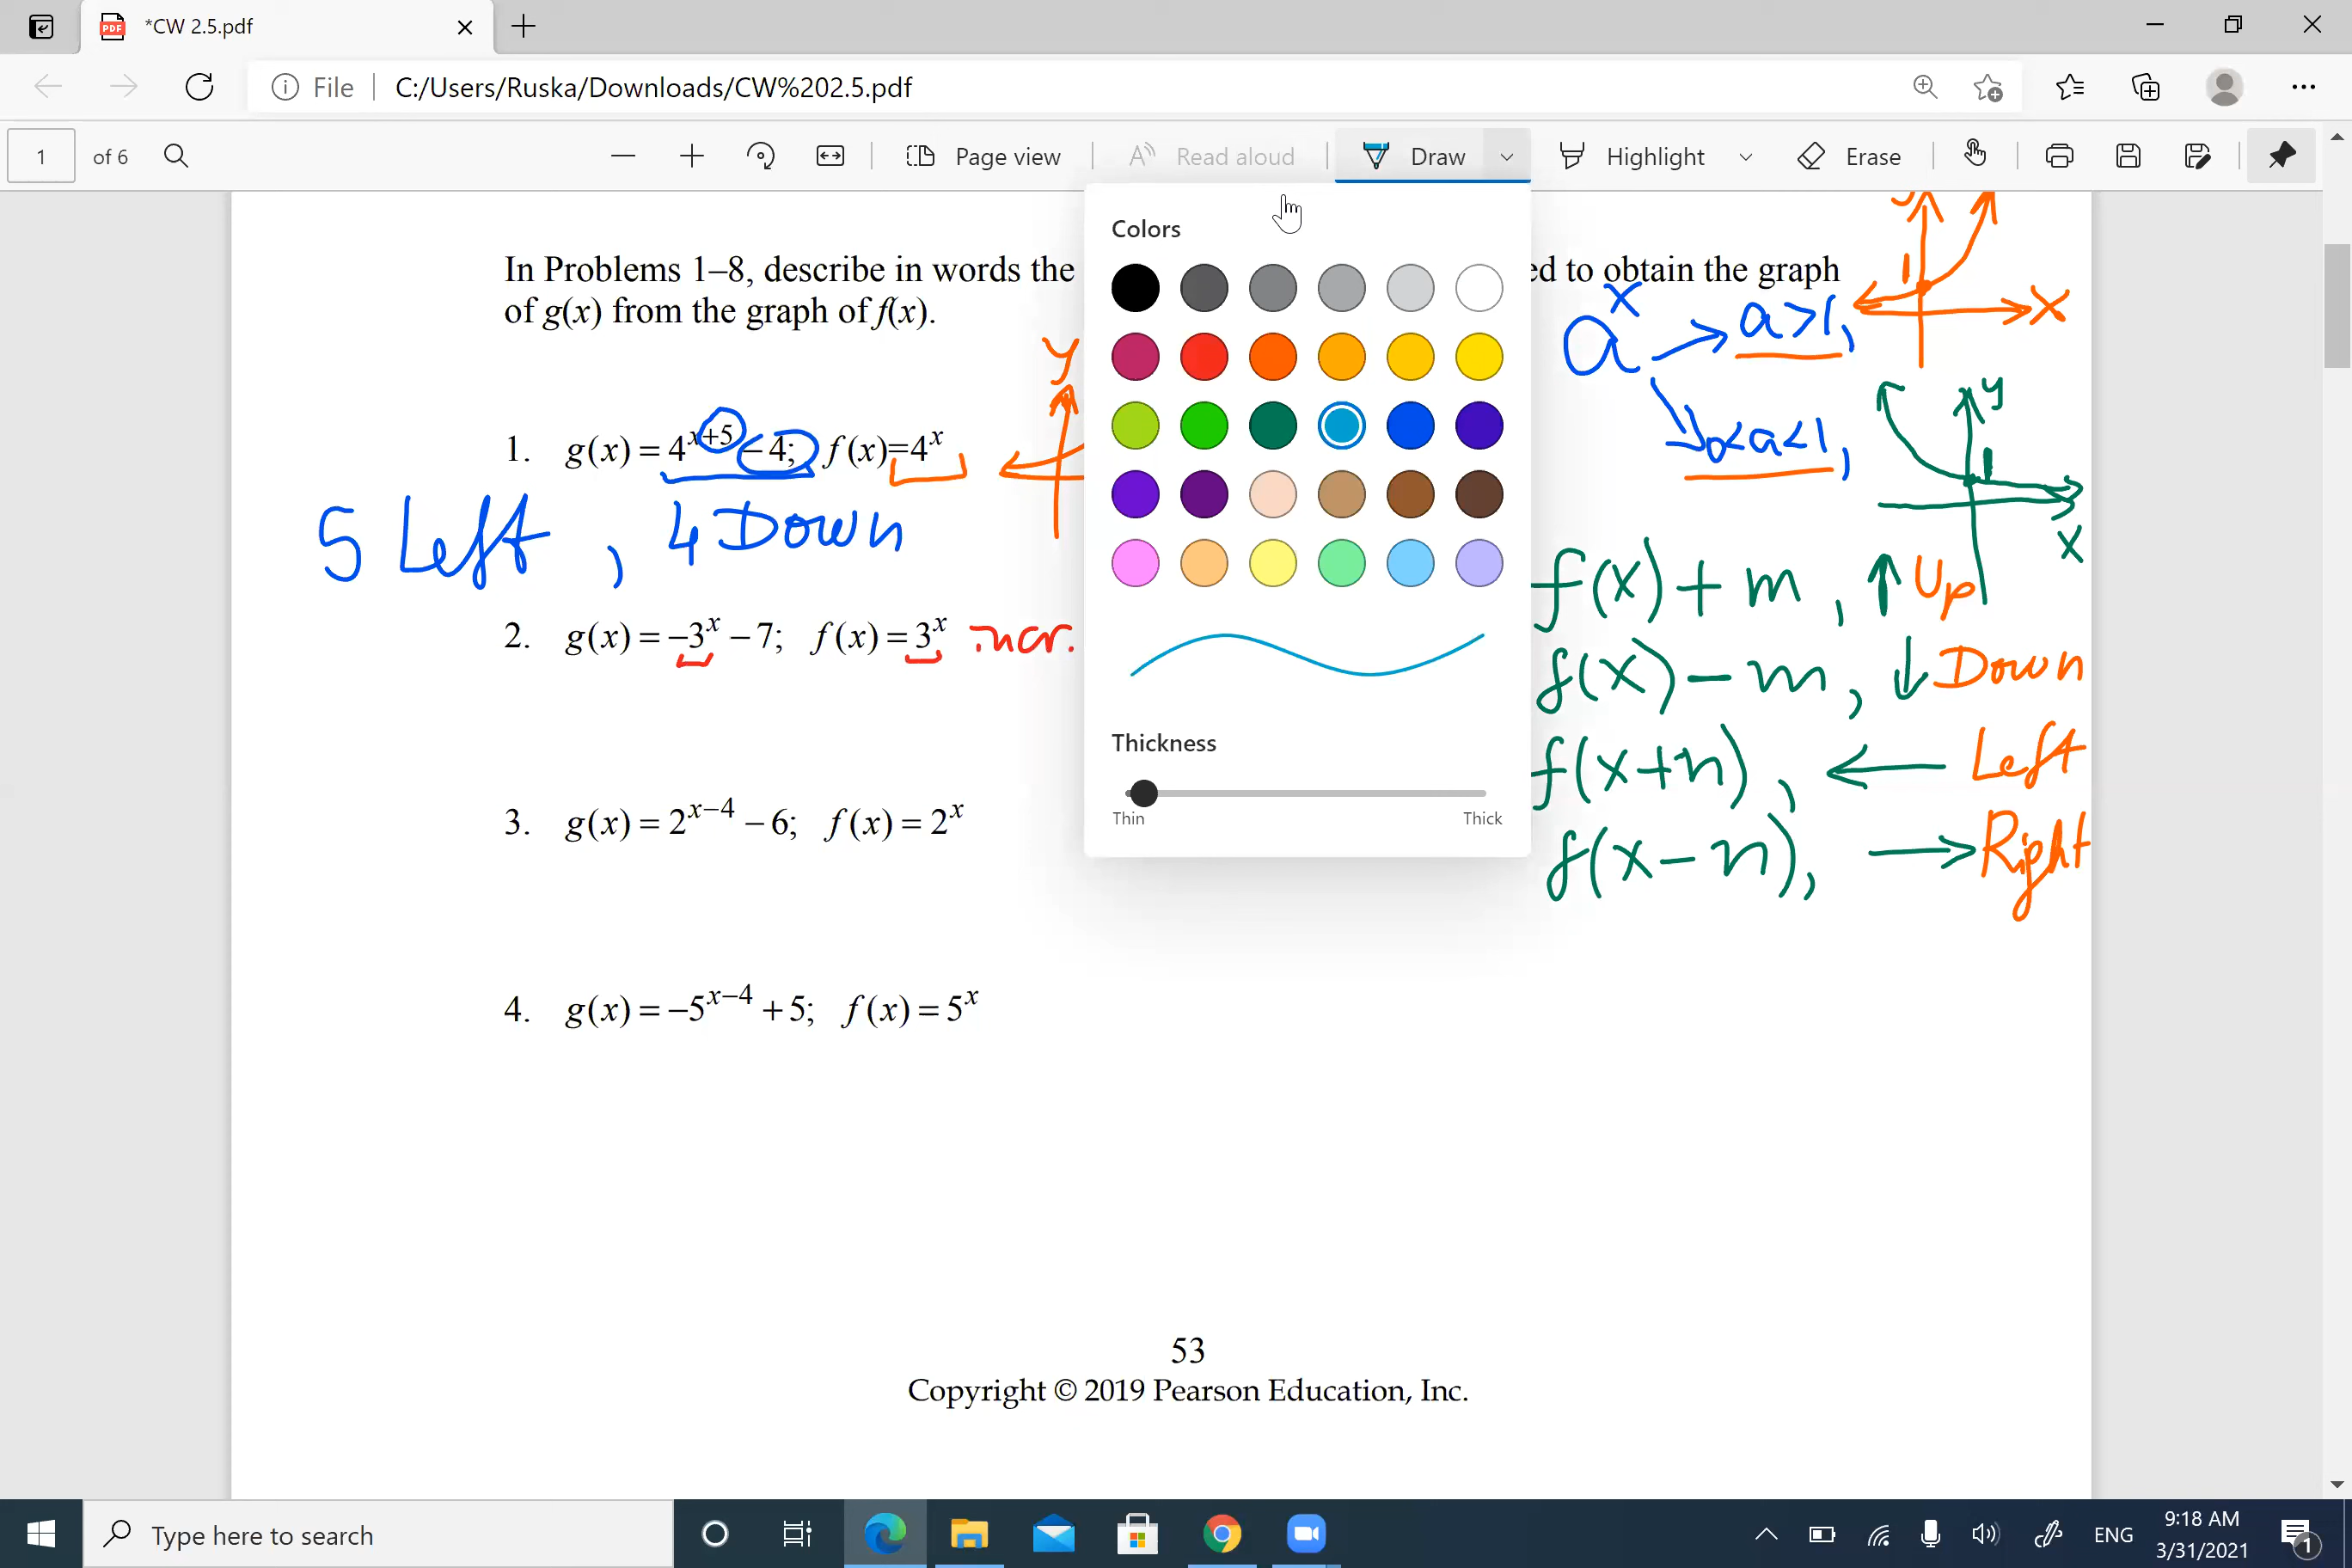 *CW 2.5.pdf
File C:/Users/Ruska/Downloads/CW%202.5.pdf
1 of 6 Page view Read aloud Draw Highlight Erase
Colors
In Problems 1–8, describe in words the
ed to obtain the graph
of g(x) from the graph of f(x).
y
1
x
a^x → a>1,
↘ 0<a<1,
y
1
x
y
1. g(x) = 4^{x+5} – 4; f(x)=4^x
5 Left, 4 Down
f(x)+m, ↑ Up
2. g(x) = –3^x – 7; f(x) = 3^x incr.
f(x)–m, ↓ Down
Thickness
f(x+n), ← Left
Thin Thick
3. g(x) = 2^{x–4} – 6; f(x) = 2^x
f(x–n), → Right
4. g(x) = –5^{x–4} + 5; f(x) = 5^x
53
Copyright © 2019 Pearson Education, Inc.
Type here to search
ENG
9:18 AM
3/31/2021
1